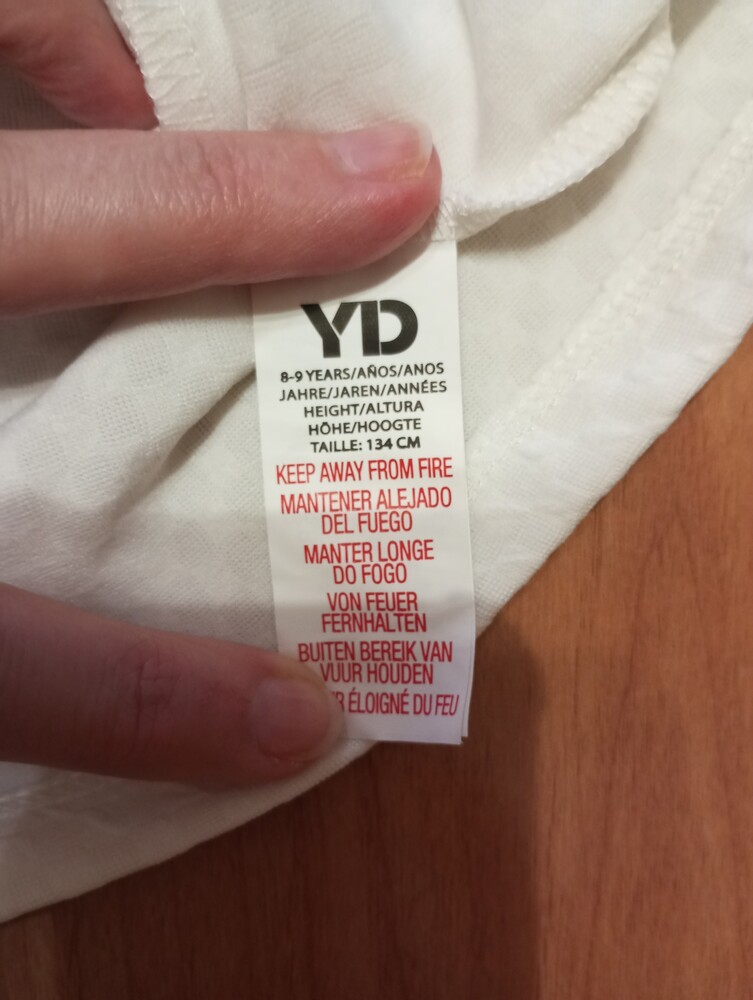 YD
8-9 YEARS/AÑOS/ANOS
JAHRE/JAREN/ANNÉES
HEIGHT/ALTURA
HÖHE/HOOGTE
TAILLE: 134 CM
KEEP AWAY FROM FIRE
MANTENER ALEJADO
DEL FUEGO
MANTER LONGE
DO FOGO
VON FEUER
FERNHALTEN
BUITEN BEREIK VAN
VUUR HOUDEN
ÉLOIGNÉ DU FEU